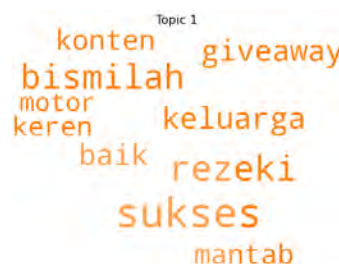 Topic 1
konten
giveaway
bismilah
motor
keren
keluarga
baik
rezeki
sukses
mantab